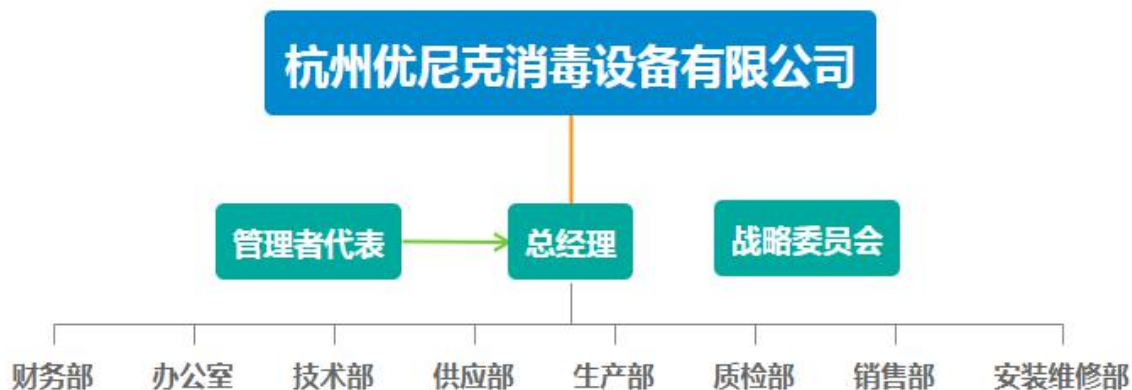 杭州优尼克消毒设备有限公司
管理者代表 总经理 战略委员会
财务部 办公室 技术部 供应部 生产部 质检部 销售部 安装维修部